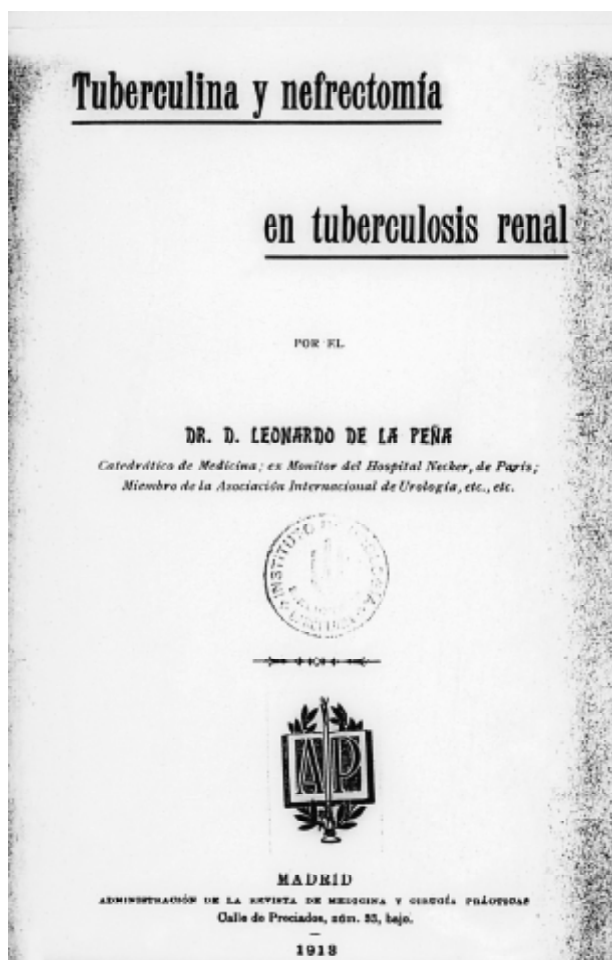 Tuberculina y nefrectomía
en tuberculosis renal
POR EL
DR. D. LEONARDO DE LA PEÑA
Catedrático de Medicina; ex Monitor del Hospital Necker, de París;
Miembro de la Asociación Internacional de Urología, etc., etc.
INSTITUTO
AP
MADRID
ADMINISTRACIÓN DE LA REVISTA DE MEDICINA Y CIRUGÍA PRÁCTICAS
Calle de Preciados, núm. 33, bajo.
1913